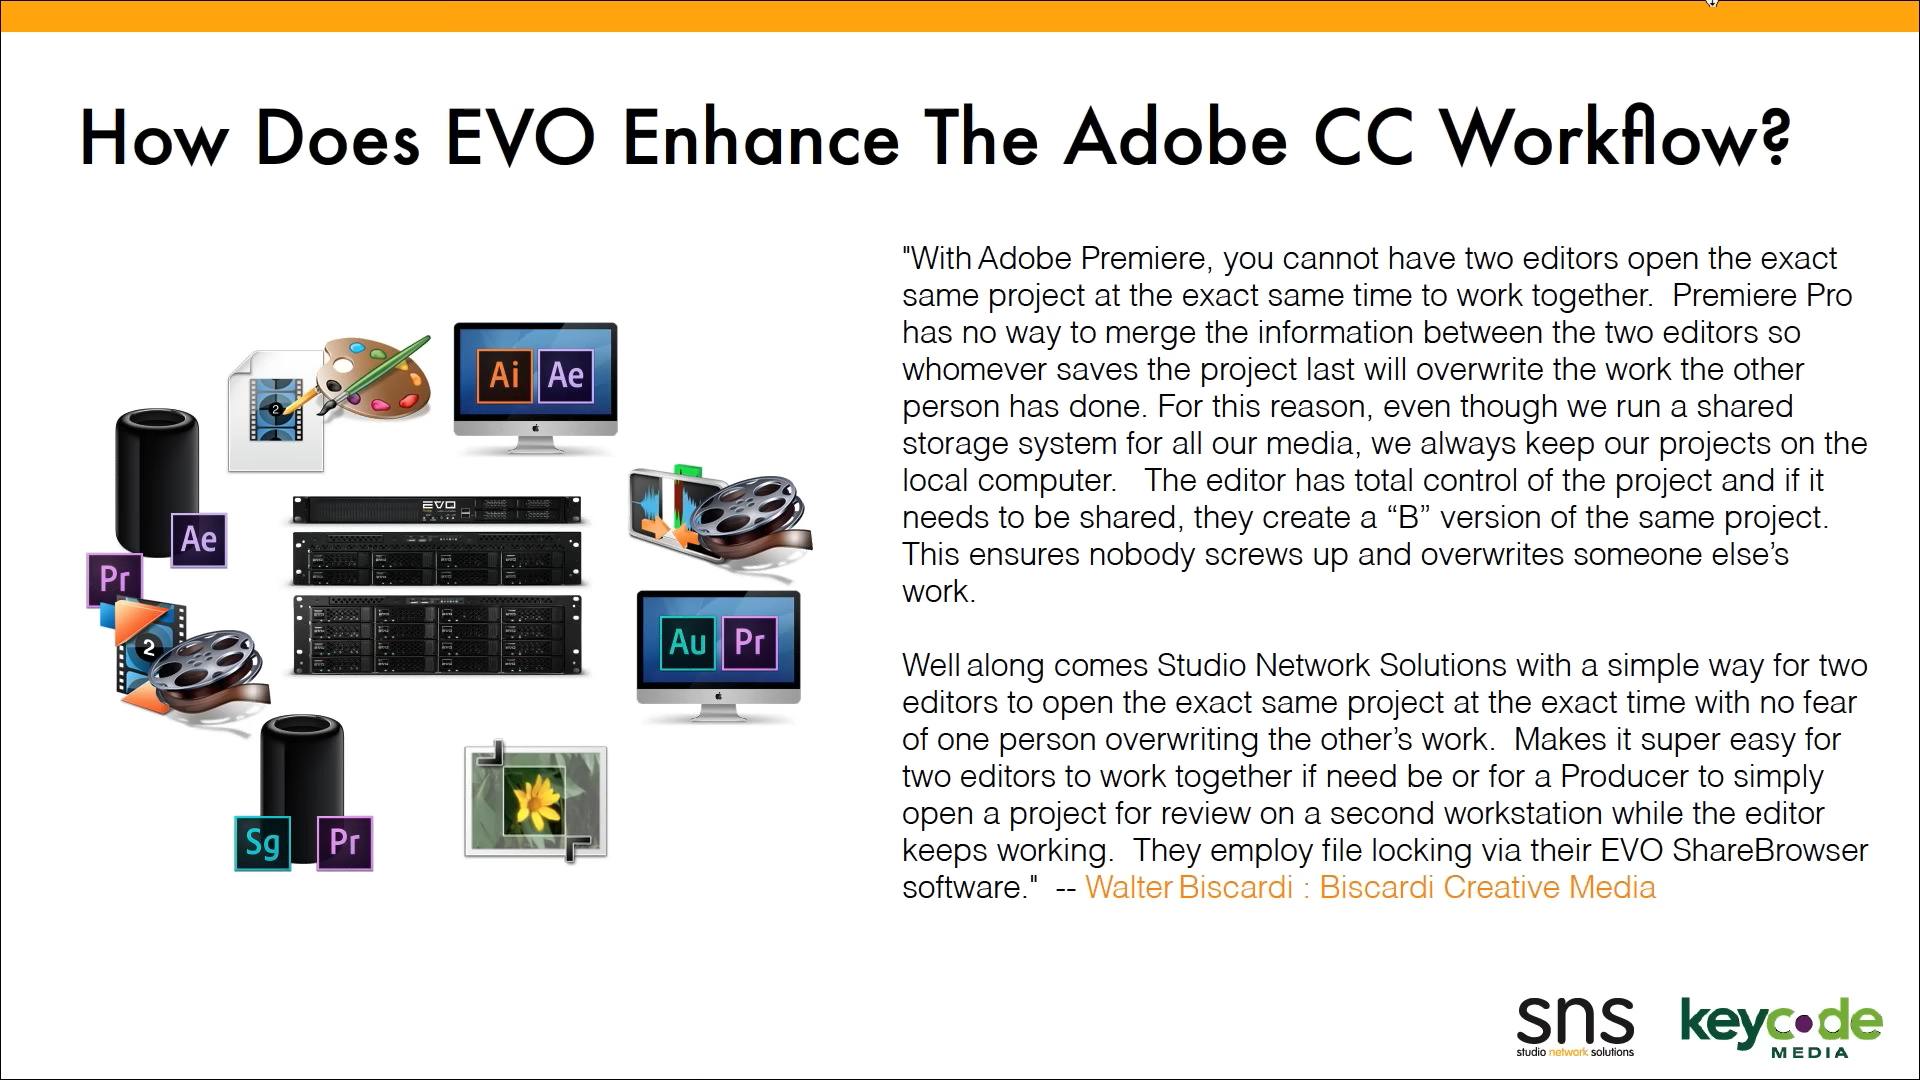 How Does EVO Enhance The Adobe CC Workflow?
"With Adobe Premiere, you cannot have two editors open the exact
same project at the exact same time to work together. Premiere Pro
has no way to merge the information between the two editors so
whomever saves the project last will overwrite the work the other
person has done. For this reason, even though we run a shared
storage system for all our media, we always keep our projects on the
local computer. The editor has total control of the project and if it
needs to be shared, they create a “B” version of the same project.
This ensures nobody screws up and overwrites someone else’s
work.
Well along comes Studio Network Solutions with a simple way for two
editors to open the exact same project at the exact time with no fear
of one person overwriting the other’s work. Makes it super easy for
two editors to work together if need be or for a Producer to simply
open a project for review on a second workstation while the editor
keeps working. They employ file locking via their EVO ShareBrowser
software." -- Walter Biscardi : Biscardi Creative Media
Ai Ae
2
EVO
Ae
Pr
2
Au Pr
Sg Pr
sns
studio network solutions
keycode
MEDIA